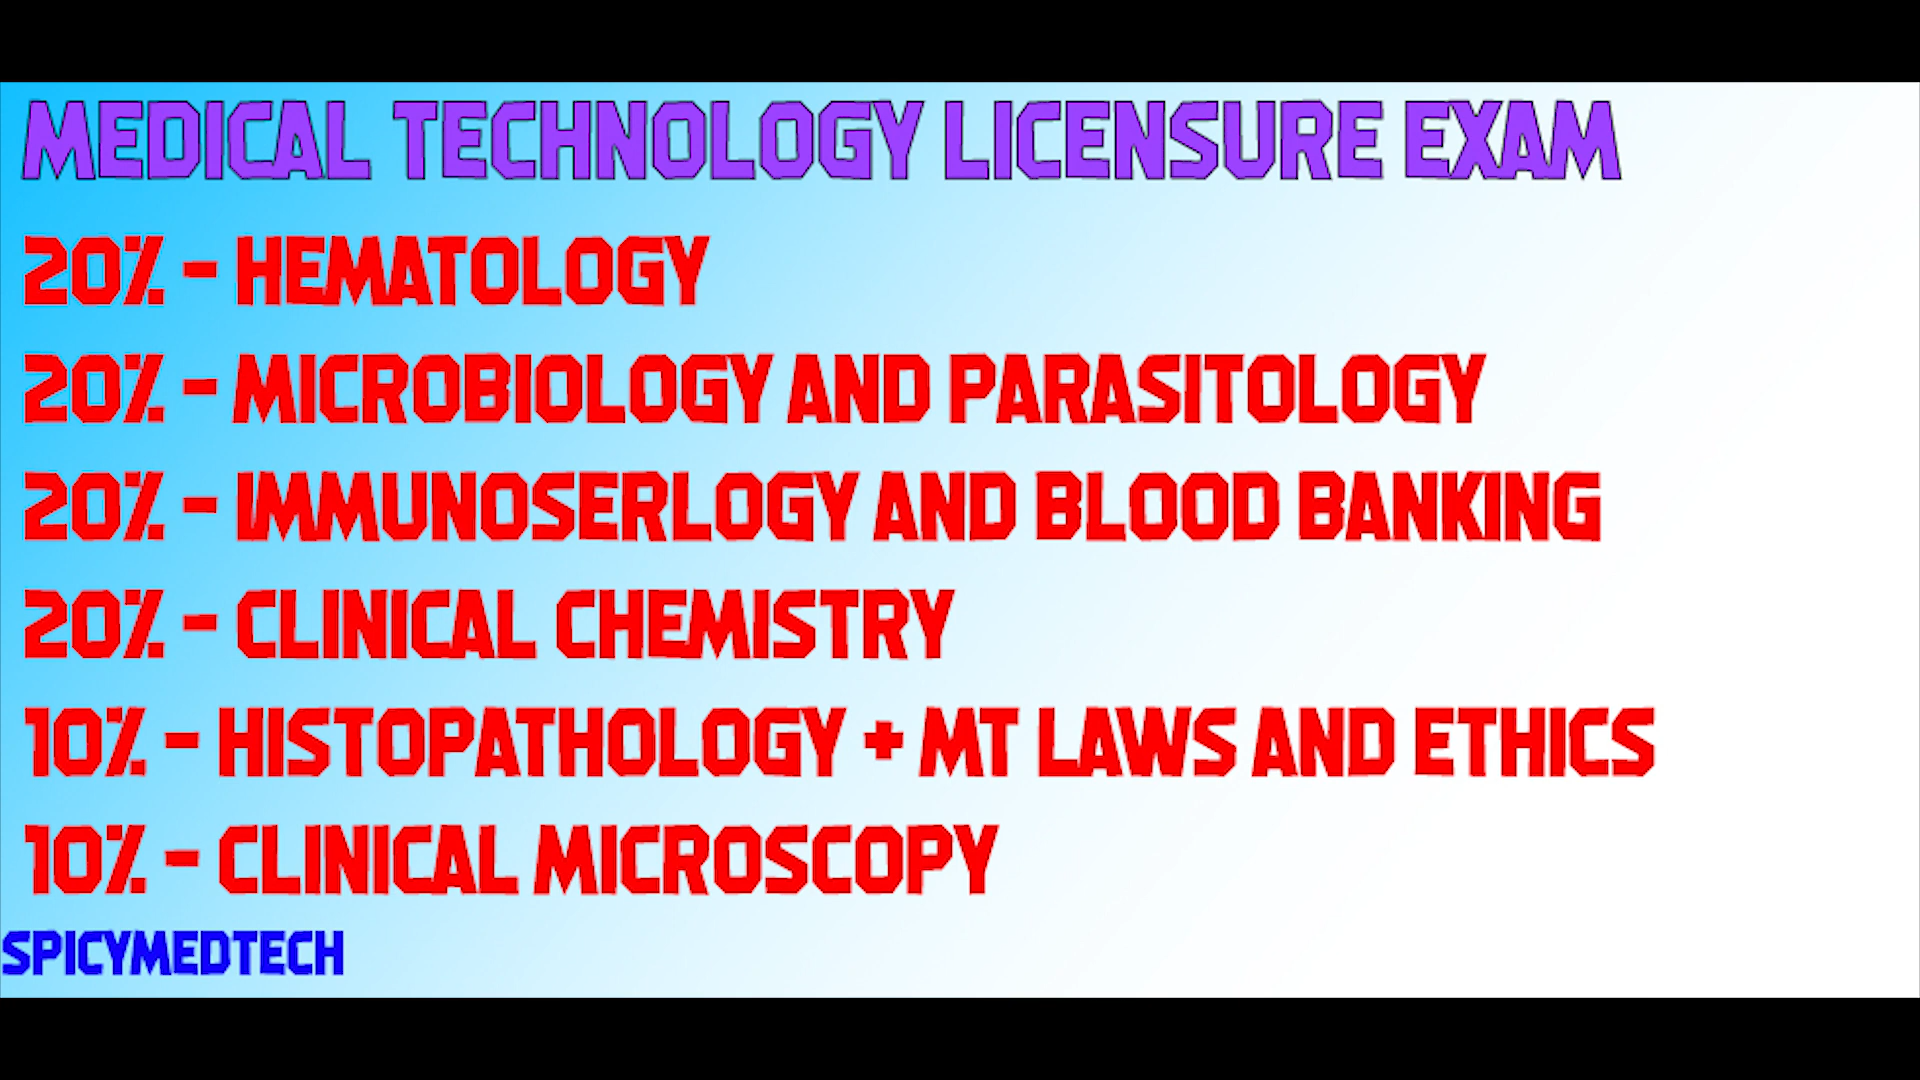 MEDICAL TECHNOLOGY LICENSURE EXAM
20% - HEMATOLOGY
20% - MICROBIOLOGY AND PARASITOLOGY
20% - IMMUNOSERLOGY AND BLOOD BANKING
20% - CLINICAL CHEMISTRY
10% - HISTOPATHOLOGY + MT LAWS AND ETHICS
10% - CLINICAL MICROSCOPY
SPICYMEDTECH